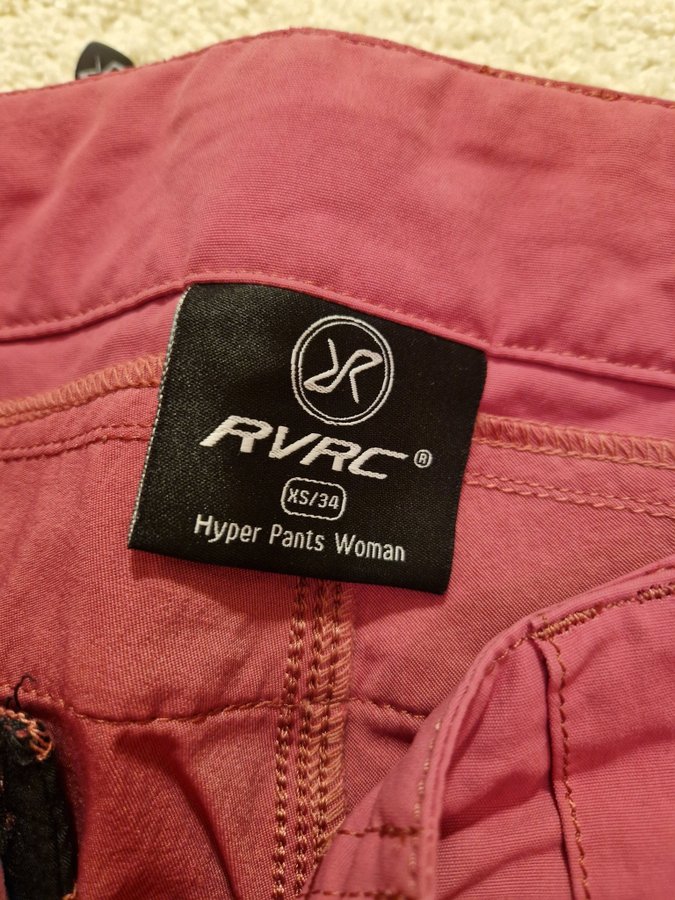 RVRC®
XS/34
Hyper Pants Woman